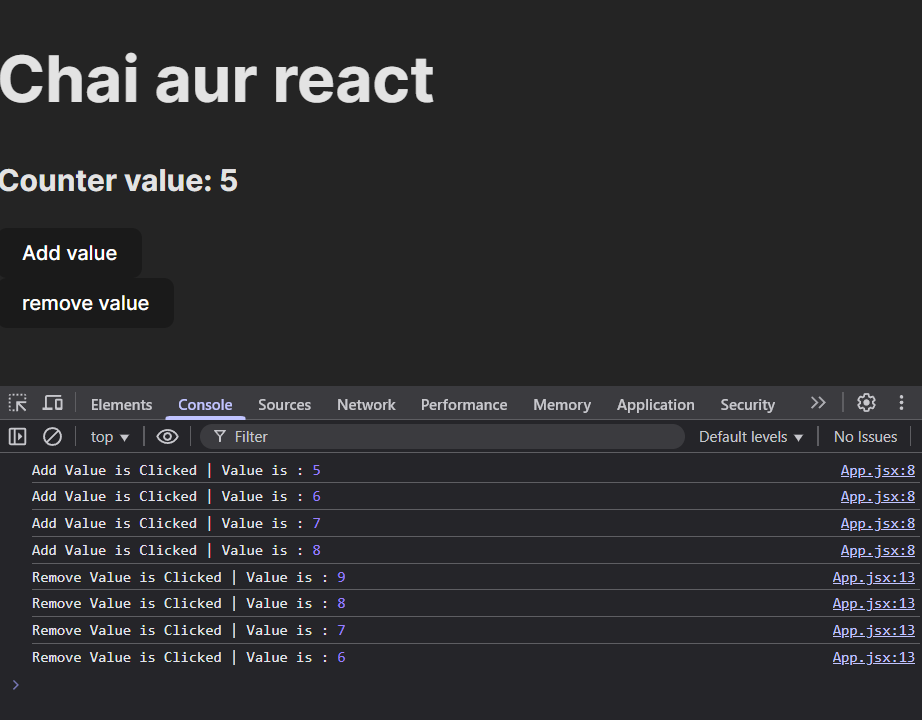 Chai aur react
Counter value: 5
Add value
remove value
Elements Console Sources Network Performance Memory Application Security
top Filter Default levels No Issues
Add Value is Clicked | Value is : 5 App.jsx:8
Add Value is Clicked | Value is : 6 App.jsx:8
Add Value is Clicked | Value is : 7 App.jsx:8
Add Value is Clicked | Value is : 8 App.jsx:8
Remove Value is Clicked | Value is : 9 App.jsx:13
Remove Value is Clicked | Value is : 8 App.jsx:13
Remove Value is Clicked | Value is : 7 App.jsx:13
Remove Value is Clicked | Value is : 6 App.jsx:13